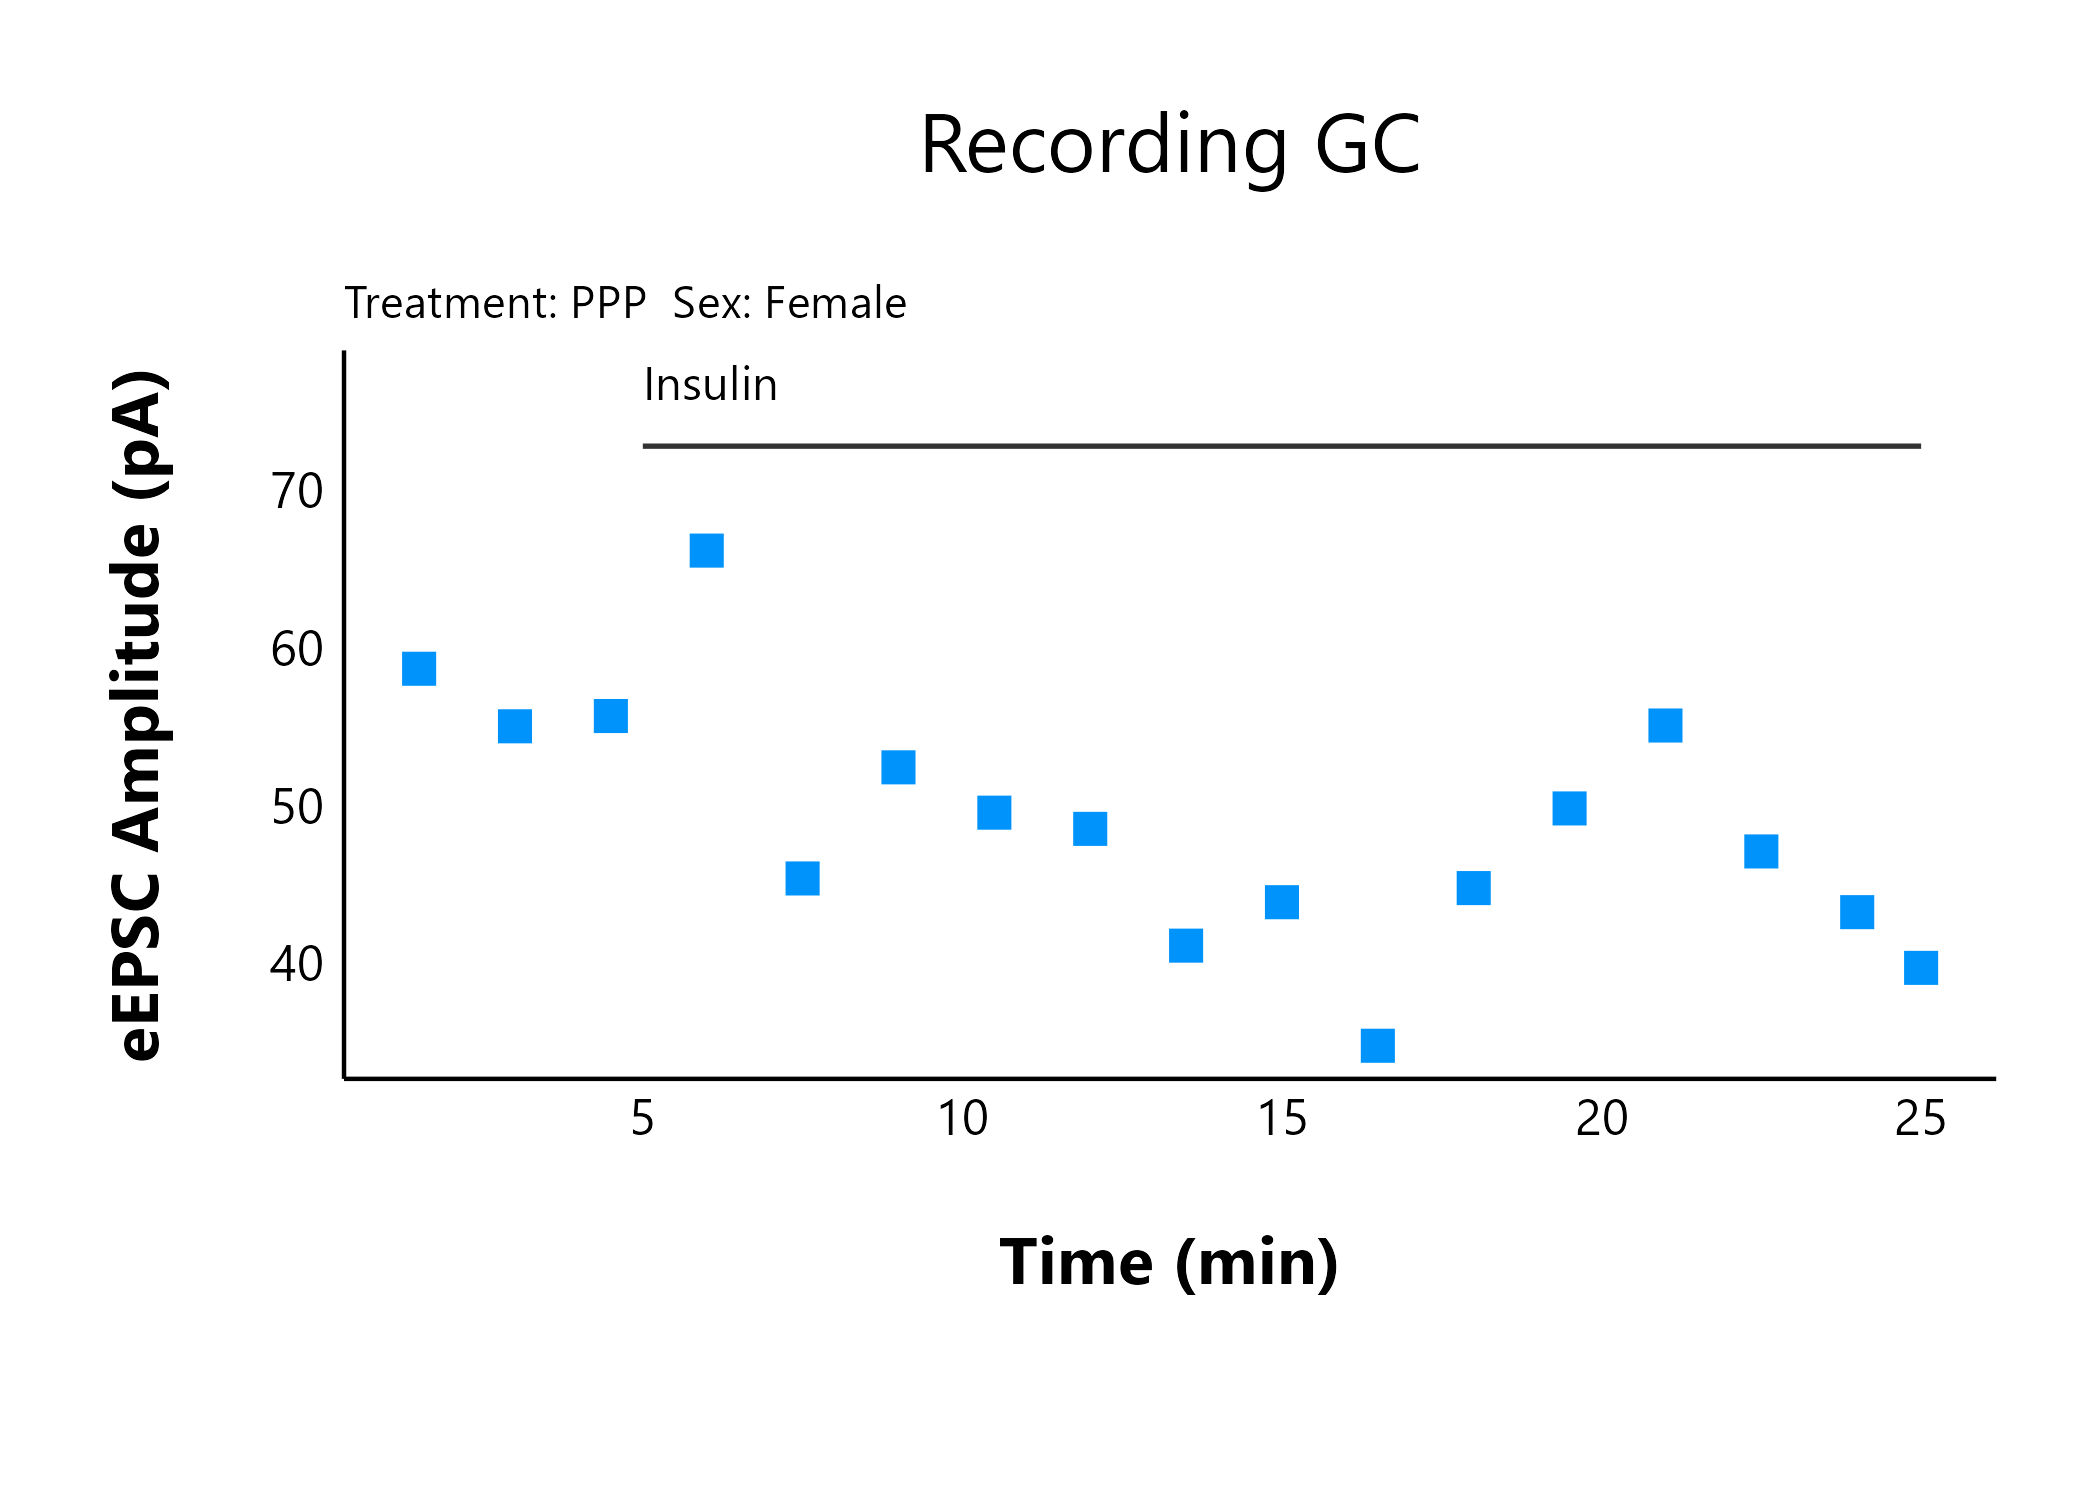 Recording GC
Treatment: PPP  Sex: Female
Insulin
eEPSC Amplitude (pA)
70
60
50
40
5 10 15 20 25
Time (min)